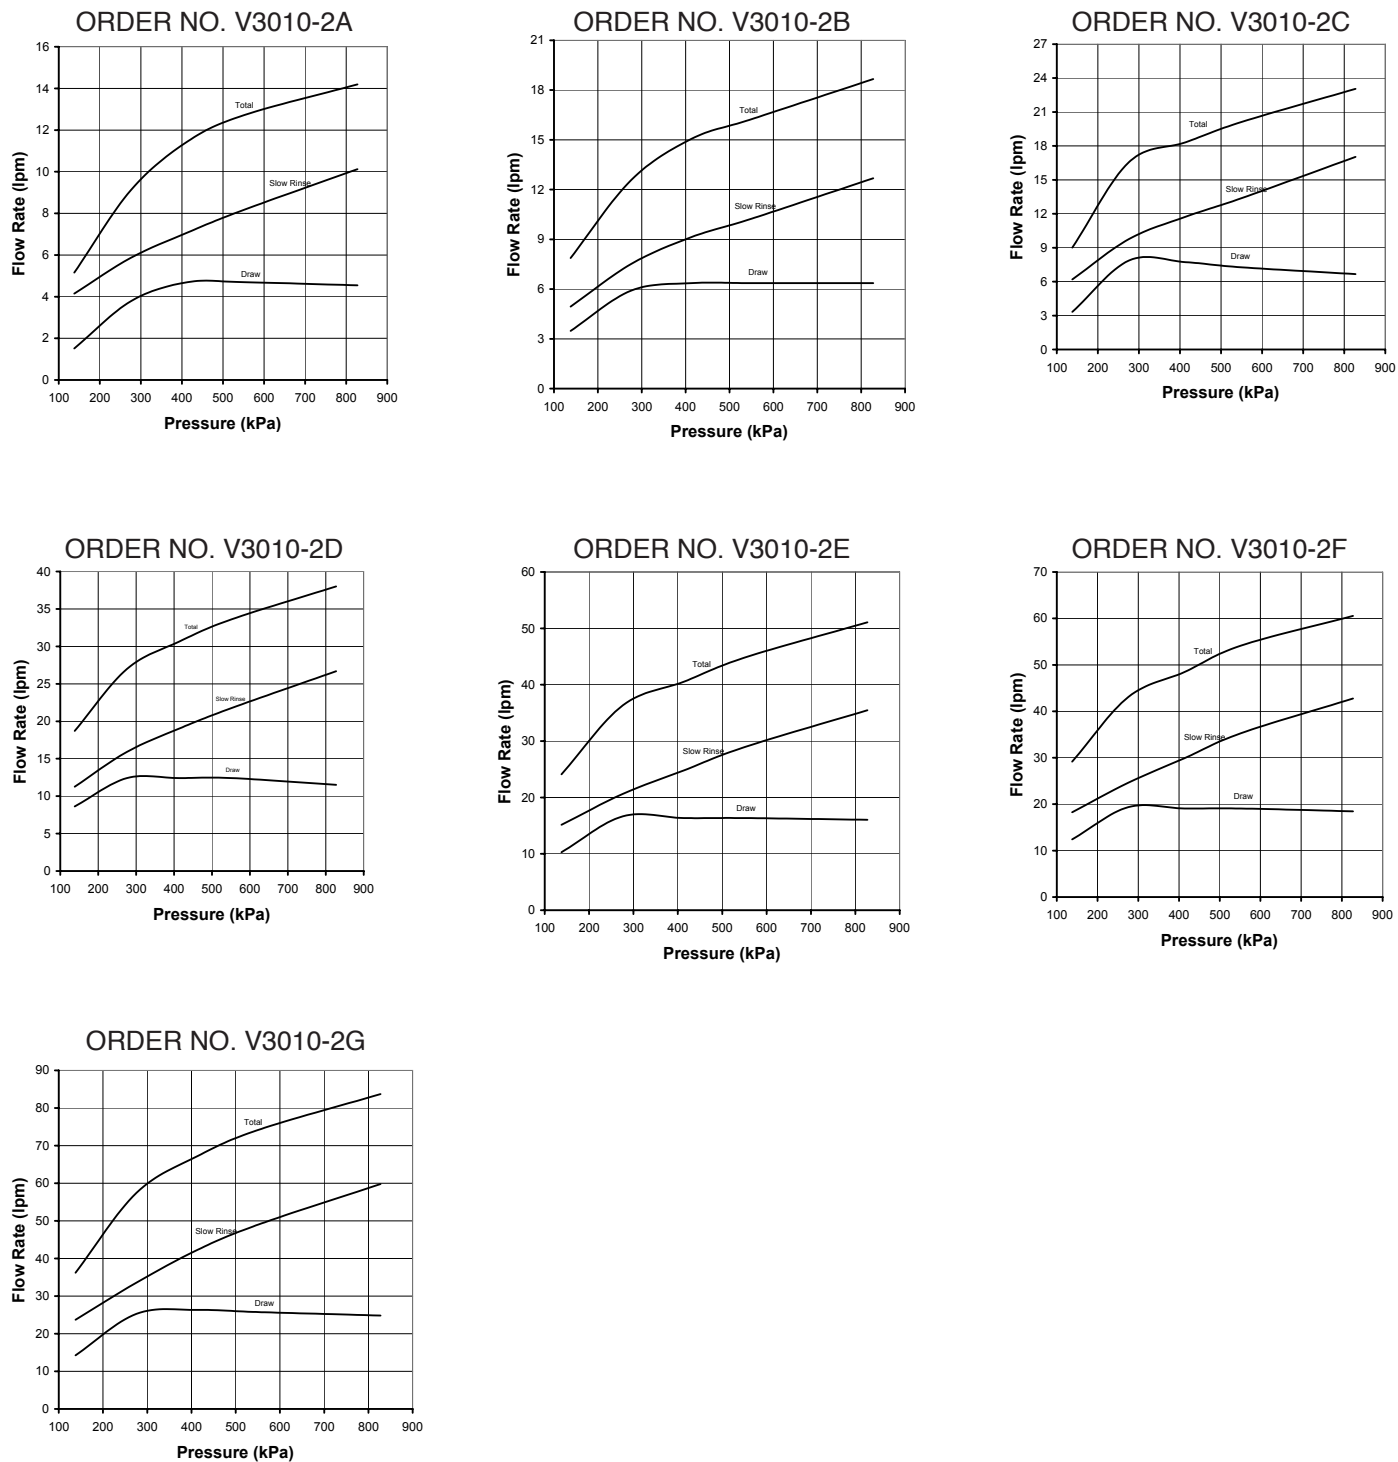 ORDER NO. V3010-2A
16
14
12
10
8
6
4
2
0
Flow Rate (lpm)
Total
Slow Rinse
Draw
100 200 300 400 500 600 700 800 900
Pressure (kPa)
ORDER NO. V3010-2B
21
18
15
12
9
6
3
0
Flow Rate (lpm)
Total
Slow Rinse
Draw
100 200 300 400 500 600 700 800 900
Pressure (kPa)
ORDER NO. V3010-2C
27
24
21
18
15
12
9
6
3
0
Flow Rate (lpm)
Total
Slow Rinse
Draw
100 200 300 400 500 600 700 800 900
Pressure (kPa)
ORDER NO. V3010-2D
40
35
30
25
20
15
10
5
0
Flow Rate (lpm)
Total
Slow Rinse
Draw
100 200 300 400 500 600 700 800 900
Pressure (kPa)
ORDER NO. V3010-2E
60
50
40
30
20
10
0
Flow Rate (lpm)
Total
Slow Rinse
Draw
100 200 300 400 500 600 700 800 900
Pressure (kPa)
ORDER NO. V3010-2F
70
60
50
40
30
20
10
0
Flow Rate (lpm)
Total
Slow Rinse
Draw
100 200 300 400 500 600 700 800 900
Pressure (kPa)
ORDER NO. V3010-2G
90
80
70
60
50
40
30
20
10
0
Flow Rate (lpm)
Total
Slow Rinse
Draw
100 200 300 400 500 600 700 800 900
Pressure (kPa)